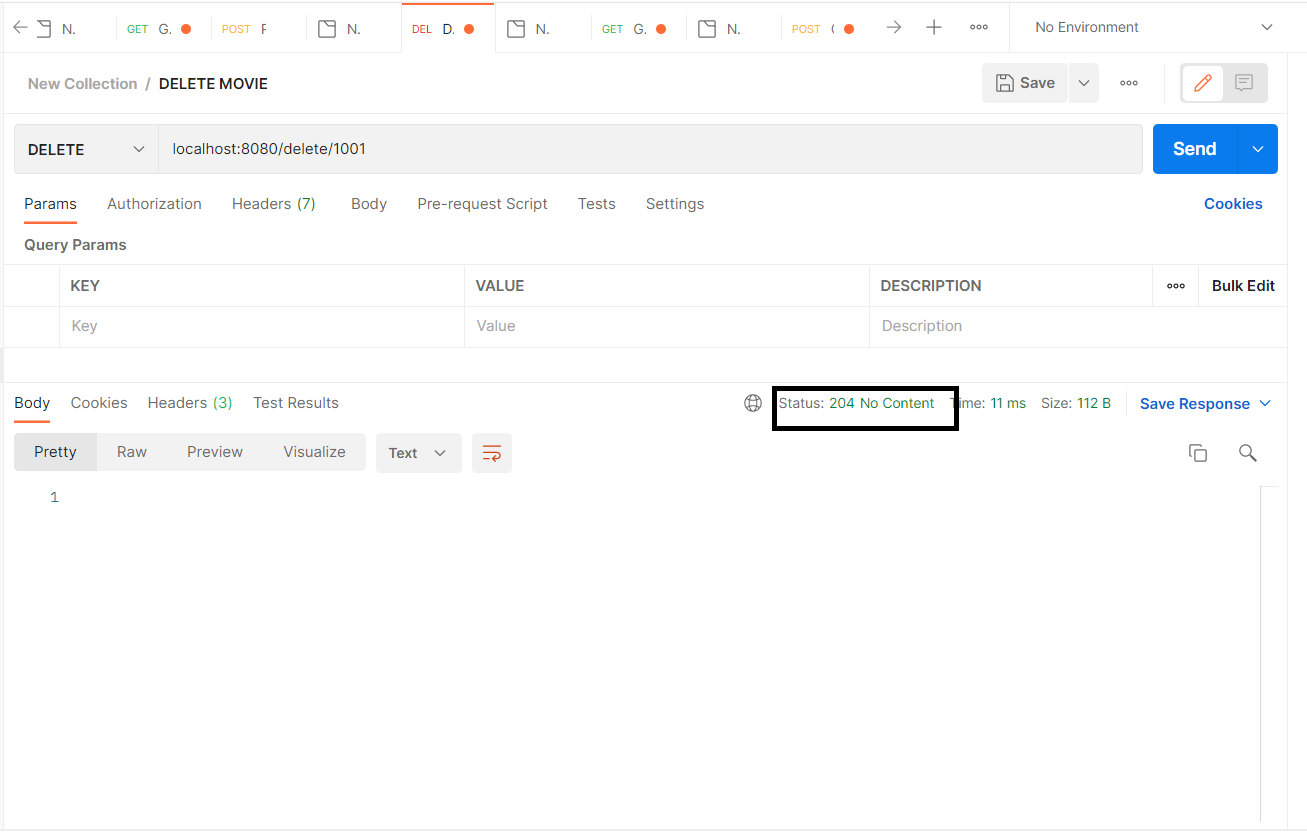 N. GET G. POST F N. DEL D. N. GET G. N. POST No Environment
New Collection / DELETE MOVIE Save
DELETE localhost:8080/delete/1001 Send
Params Authorization Headers (7) Body Pre-request Script Tests Settings Cookies
Query Params
KEY VALUE DESCRIPTION Bulk Edit
Key Value Description
Body Cookies Headers (3) Test Results Status: 204 No Content Time: 11 ms Size: 112 B Save Response
Pretty Raw Preview Visualize Text
1